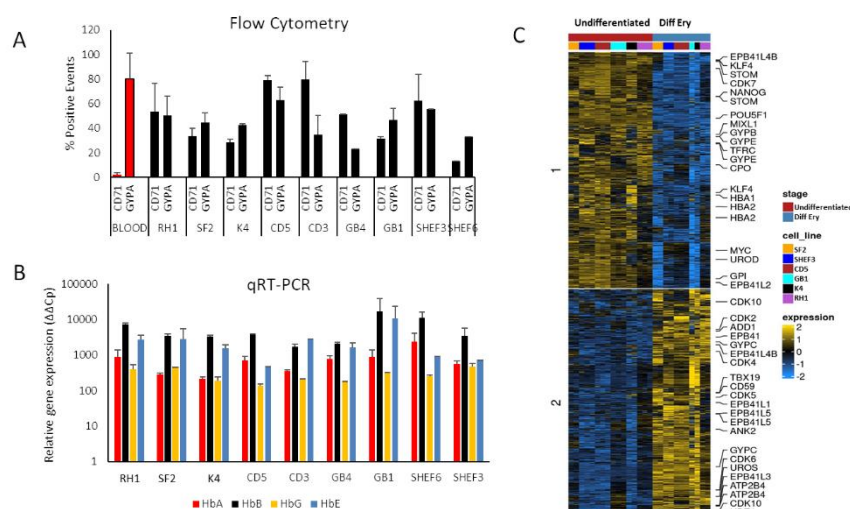 A
Flow Cytometry
% Positive Events
120
100
80
60
40
20
0
CD71 GYPA CD71 GYPA CD71 GYPA CD71 GYPA CD71 GYPA CD71 GYPA CD71 GYPA CD71 GYPA CD71 GYPA CD71 GYPA
BLOOD RH1 SF2 K4 CD5 CD3 GB4 GB1 SHEF3 SHEF6
B
qRT-PCR
Relative gene expression (ΔΔCp)
100000
10000
1000
100
10
1
RH1 SF2 K4 CD5 CD3 GB4 GB1 SHEF6 SHEF3
HbA HbB HbG HbE
C
Undifferentiated Diff Ery
1
2
EPB41L4B
KLF4
STOM
CDK7
NANOG
STOM
POU5F1
MIXL1
GYPB
GYPE
TFRC
GYPE
CPO
KLF4
HBA1
HBA2
HBA2
MYC
UROD
GPI
EPB41L2
CDK10
CDK2
ADD1
EPB41
GYPC
EPB41L4B
CDK4
TBX19
CD59
CDK5
EPB41L1
EPB41L5
EPB41L5
ANK2
GYPC
CDK6
UROS
EPB41L3
ATP2B4
ATP2B4
CDK10
stage
Undifferentiated
Diff Ery
cell_line
SF2
SHEF3
CD5
GB1
K4
RH1
expression
2
1
0
-1
-2